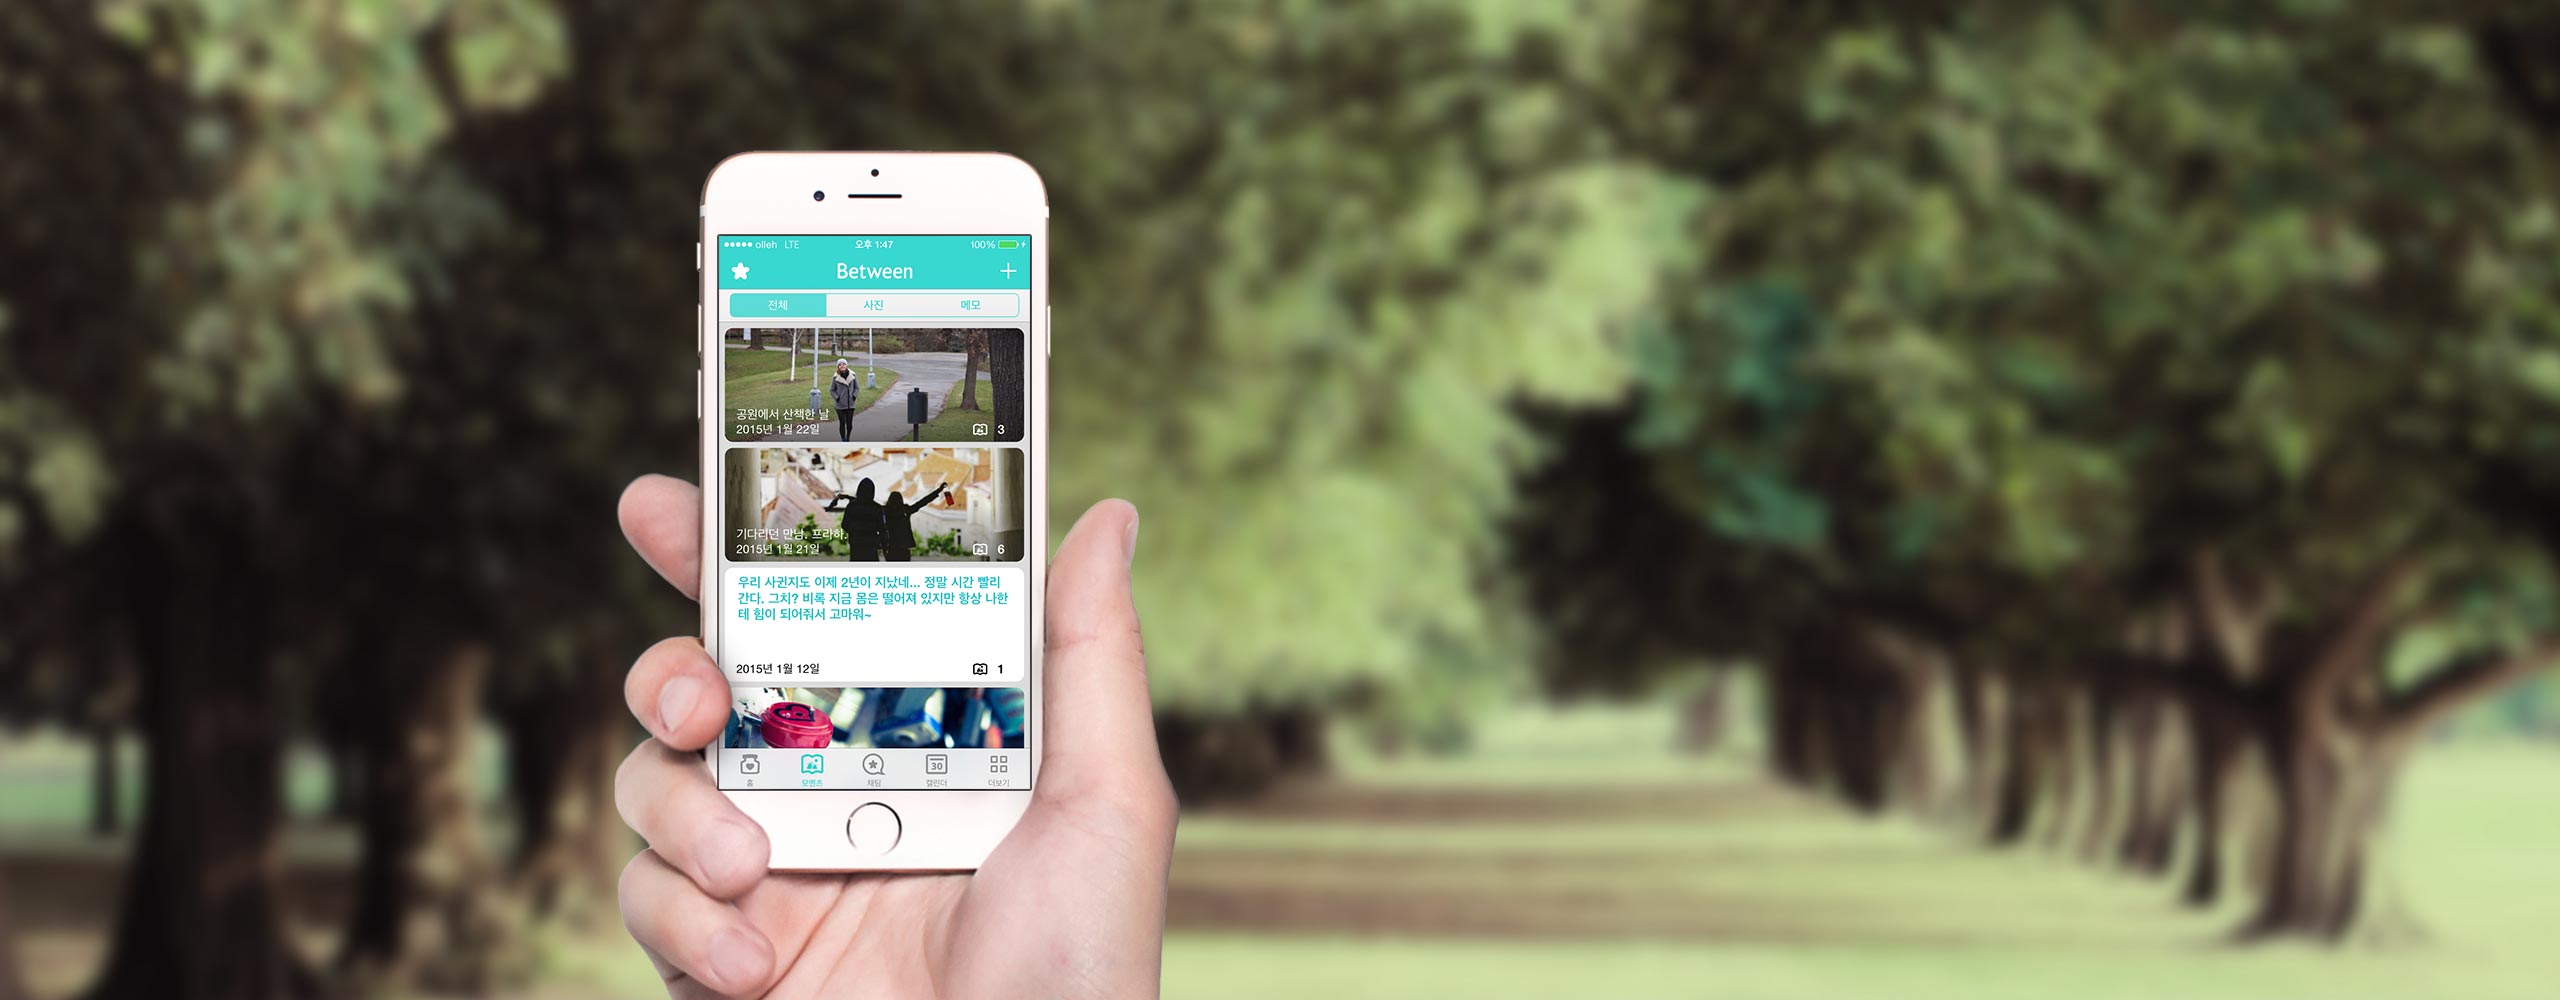 olleh LTE 오후 1:47 100%
Between
전체 사진 메모
공원에서 산책한 날
2015년 1월 22일 3
기다리던 만남. 프라하.
2015년 1월 21일 6
우리 사귄지도 이제 2년이 지났네... 정말 시간 빨리
간다. 그치? 비록 지금 몸은 떨어져 있지만 항상 나한
테 힘이 되어줘서 고마워~
2015년 1월 12일 1
B
30
홈 모멘츠 채팅 캘린더 더보기